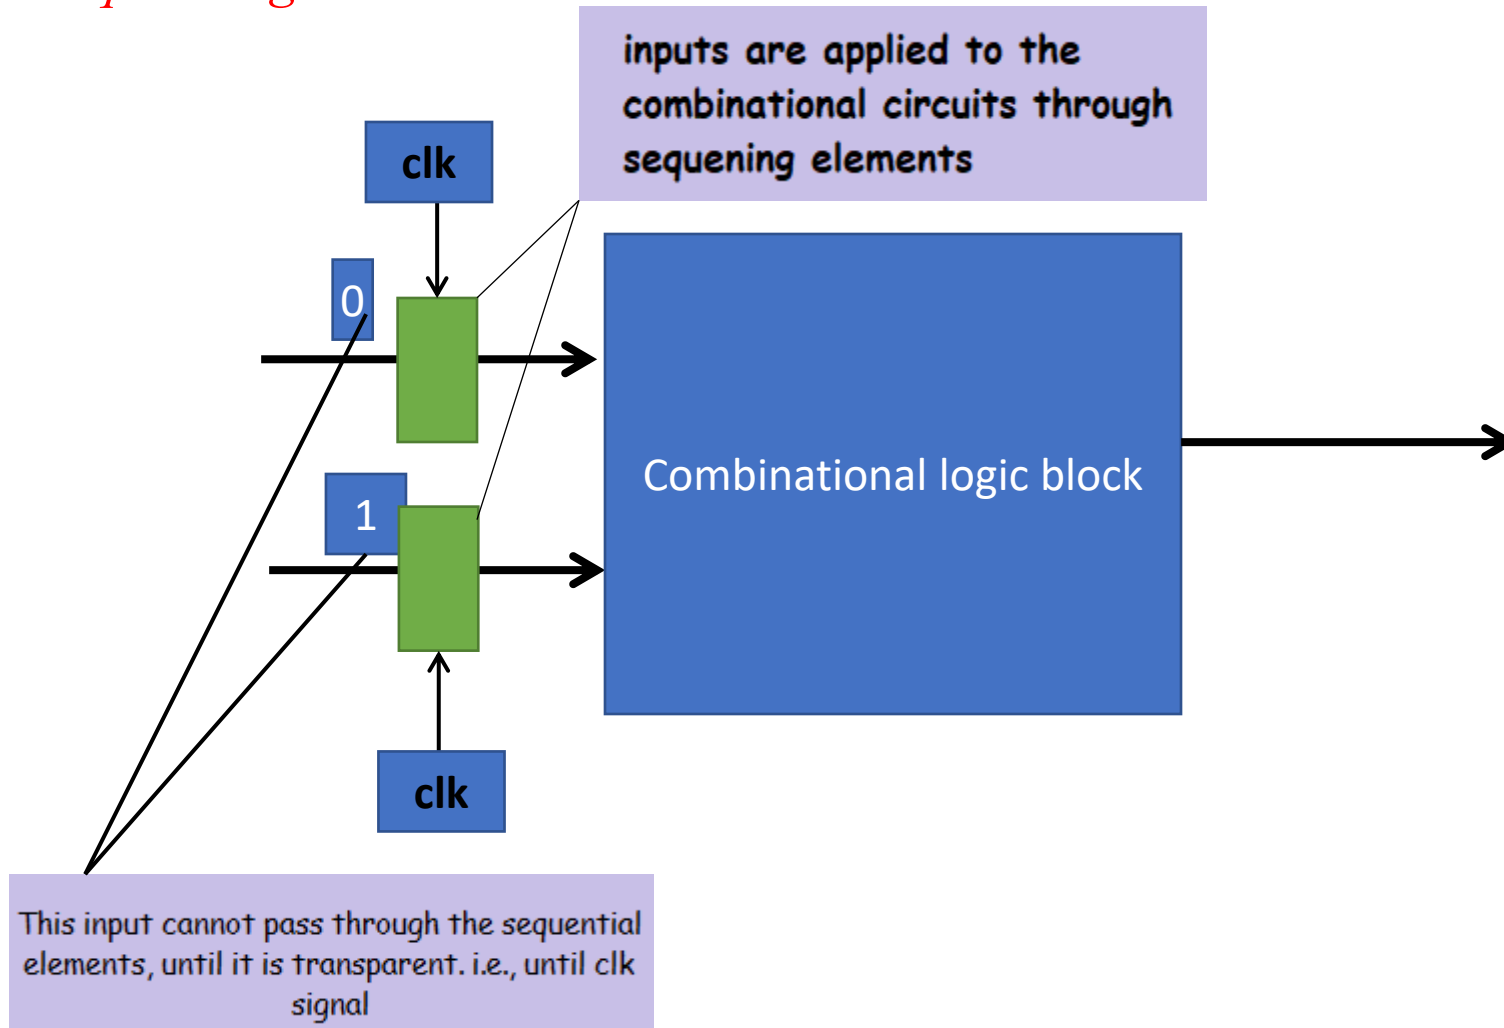 inputs are applied to the
combinational circuits through
sequening elements
clk
0
1
Combinational logic block
clk
This input cannot pass through the sequential
elements, until it is transparent. i.e., until clk
signal